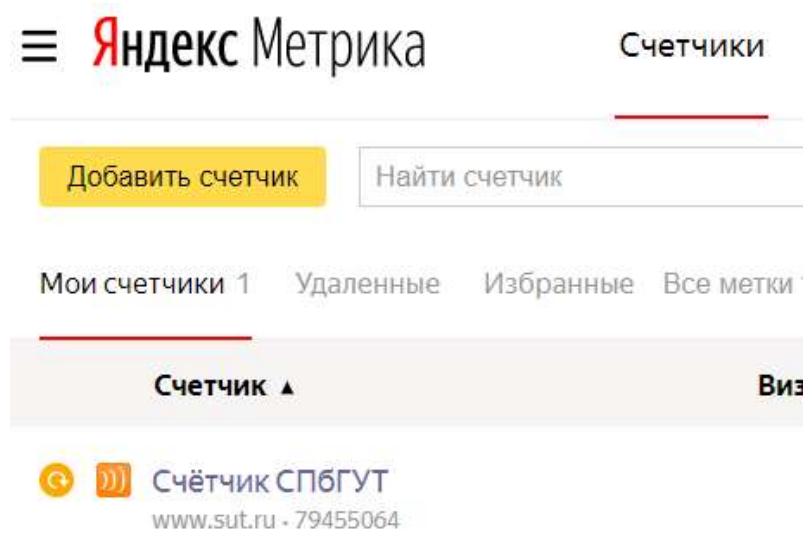 Яндекс Метрика Счетчики
Добавить счетчик Найти счетчик
Мои счетчики 1 Удаленные Избранные Все метки
Счетчик ▲ Виз
Счётчик СПбГУТ
www.sut.ru - 79455064